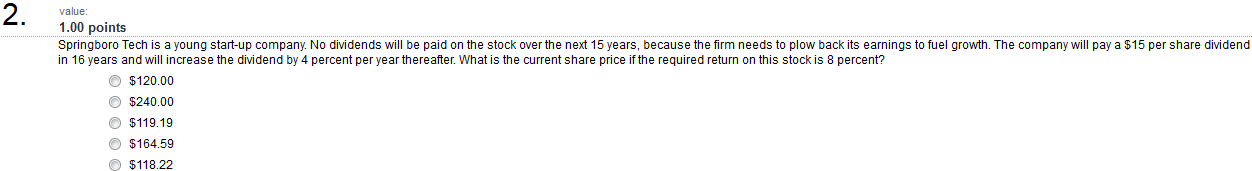 2.
value:
1.00 points
Springboro Tech is a young start-up company. No dividends will be paid on the stock over the next 15 years, because the firm needs to plow back its earnings to fuel growth. The company will pay a $15 per share dividend
in 16 years and will increase the dividend by 4 percent per year thereafter. What is the current share price if the required return on this stock is 8 percent?
$120.00
$240.00
$119.19
$164.59
$118.22